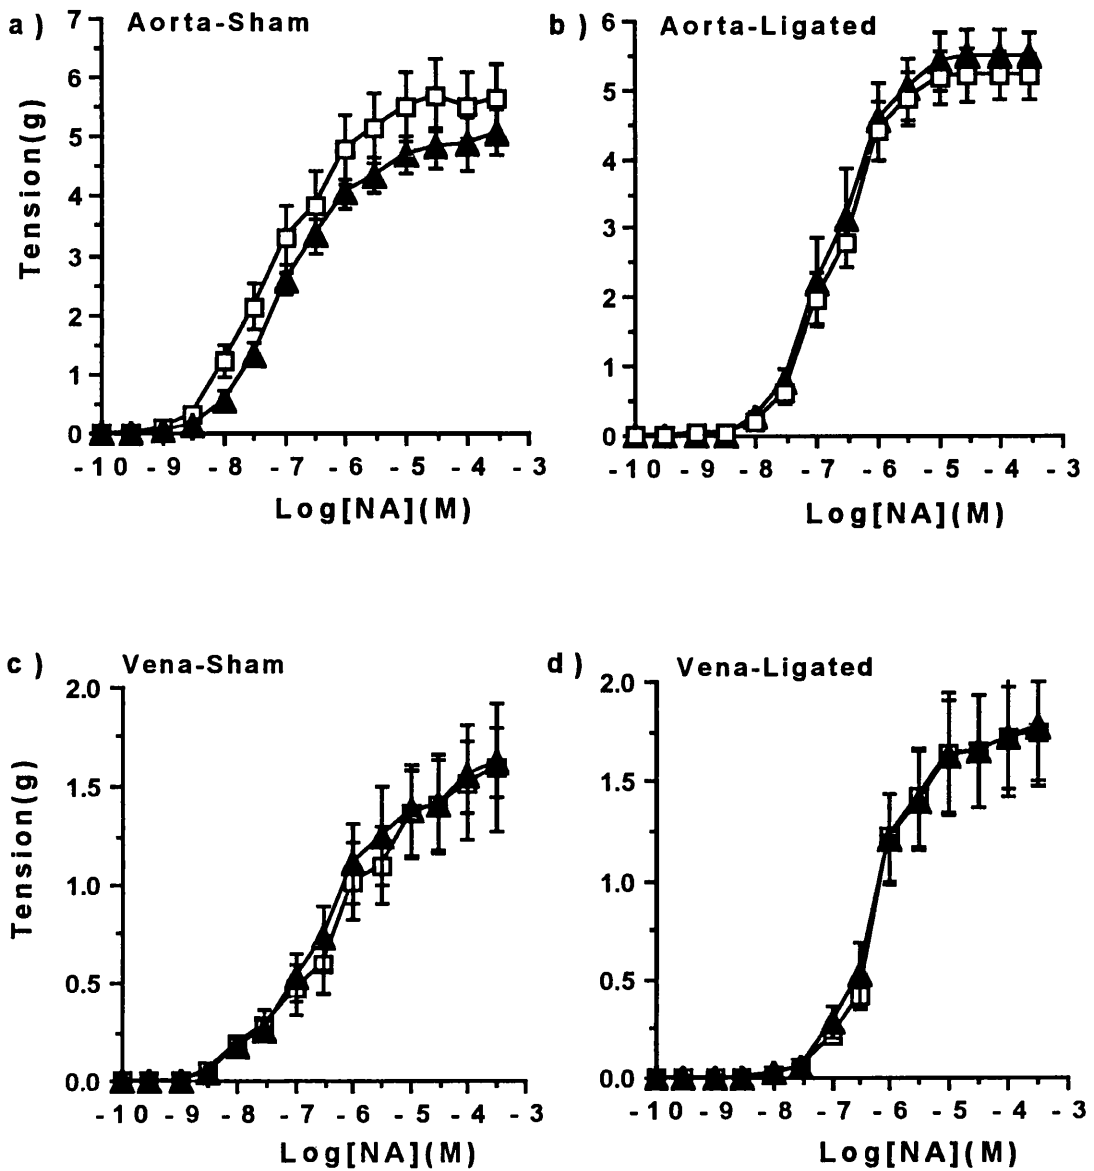 a) Aorta-Sham
7
6
5
4
3
2
1
0
Tension(g)
-10 -9 -8 -7 -6 -5 -4 -3
Log[NA](M)
b) Aorta-Ligated
6
5
4
3
2
1
0
-10 -9 -8 -7 -6 -5 -4 -3
Log[NA](M)
c) Vena-Sham
2.0
1.5
1.0
0.5
0.0
Tension(g)
-10 -9 -8 -7 -6 -5 -4 -3
Log[NA](M)
d) Vena-Ligated
2.0
1.5
1.0
0.5
0.0
-10 -9 -8 -7 -6 -5 -4 -3
Log[NA](M)